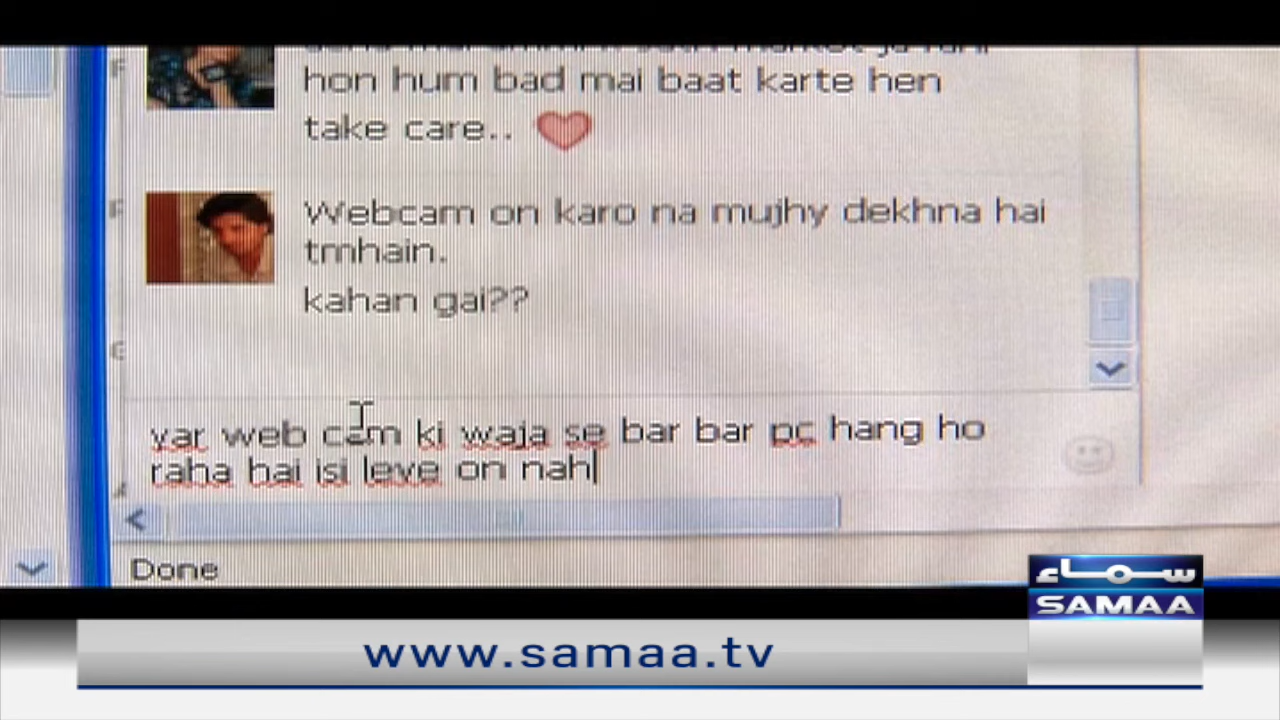 hon hum bad mai baat karte hen
take care..
Webcam on karo na mujhy dekhna hai
tmhain.
kahan gai??
yar web cam ki waja se bar bar pc hang ho
raha hai isi leye on nah
Done
سماء
SAMAA
www.samaa.tv